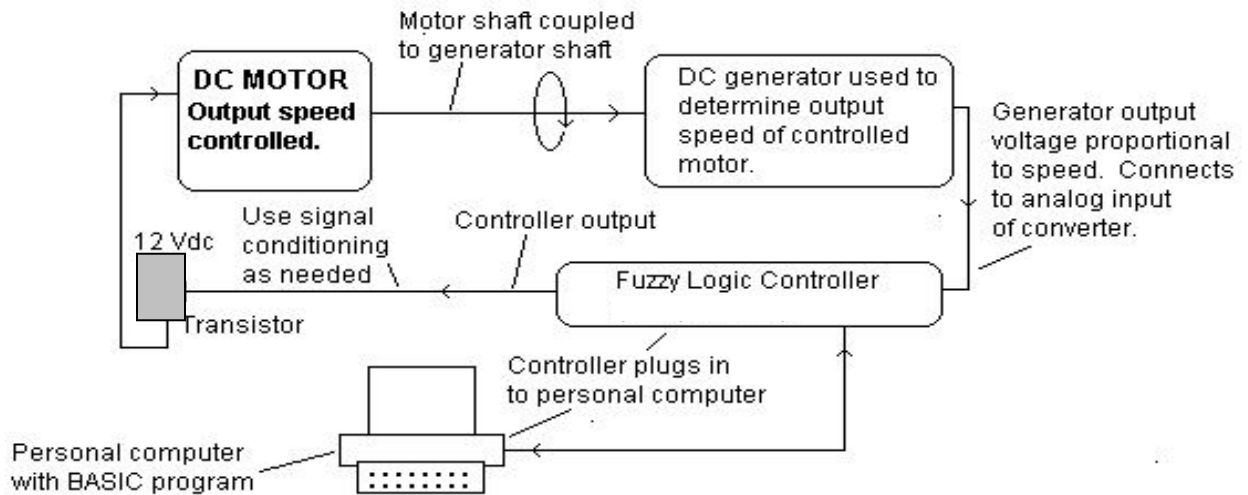 Motor shaft coupled
to generator shaft
DC MOTOR
Output speed
controlled.
DC generator used to
determine output
speed of controlled
motor.
Generator output
voltage proportional
to speed. Connects
to analog input
of converter.
Use signal
conditioning
as needed
Controller output
12 Vdc
Transistor
Fuzzy Logic Controller
Controller plugs in
to personal computer
Personal computer
with BASIC program